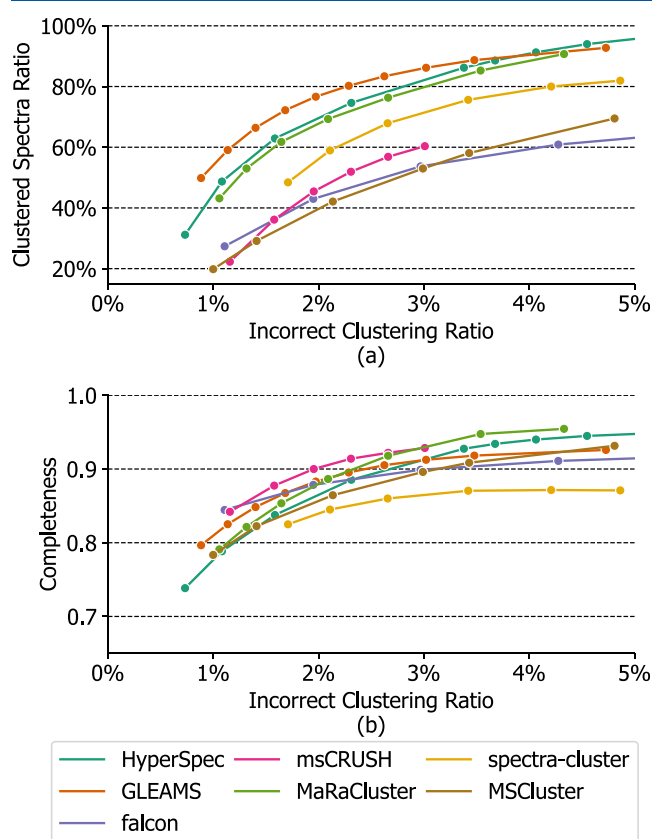 100%
80%
60%
40%
20%
Clustered Spectra Ratio
0% 1% 2% 3% 4% 5%
Incorrect Clustering Ratio
(a)
1.0
0.9
0.8
0.7
Completeness
0% 1% 2% 3% 4% 5%
Incorrect Clustering Ratio
(b)
HyperSpec msCRUSH spectra-cluster
GLEAMS MaRaCluster MSCluster
falcon